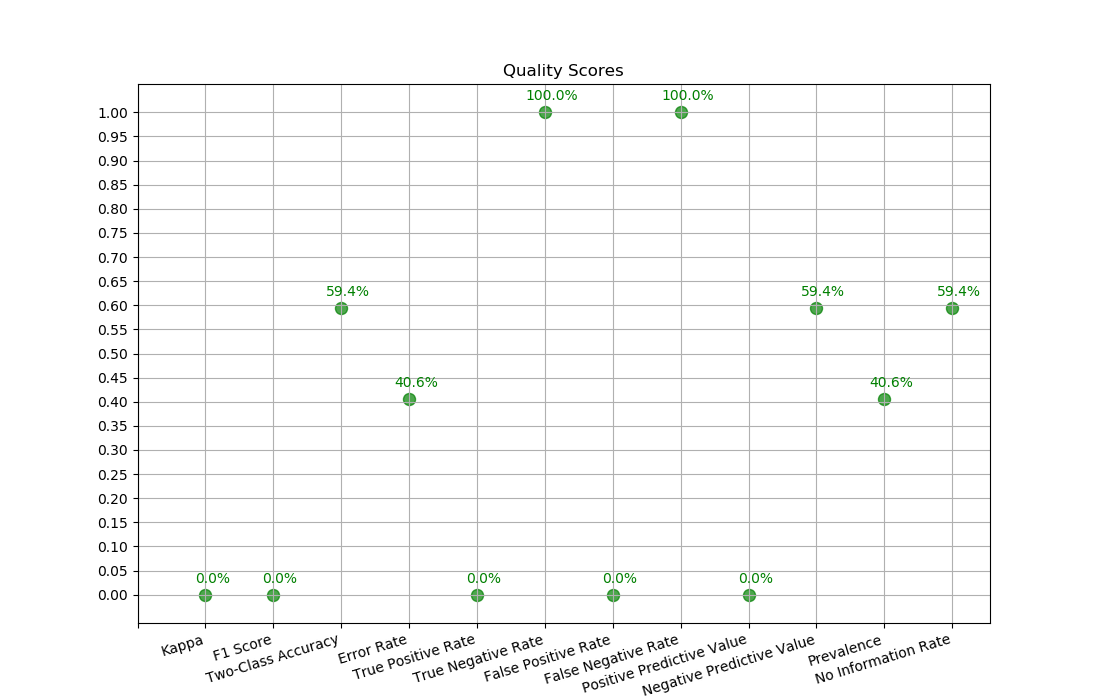 Quality Scores
100.0% 100.0%
1.00
0.95
0.90
0.85
0.80
0.75
0.70
0.65
59.4% 59.4% 59.4%
0.60
0.55
0.50
0.45
40.6% 40.6%
0.40
0.35
0.30
0.25
0.20
0.15
0.10
0.05
0.0% 0.0% 0.0% 0.0% 0.0%
0.00
Kappa
F1 Score
Two-Class Accuracy
Error Rate
True Positive Rate
True Negative Rate
False Positive Rate
False Negative Rate
Positive Predictive Value
Negative Predictive Value
Prevalence
No Information Rate